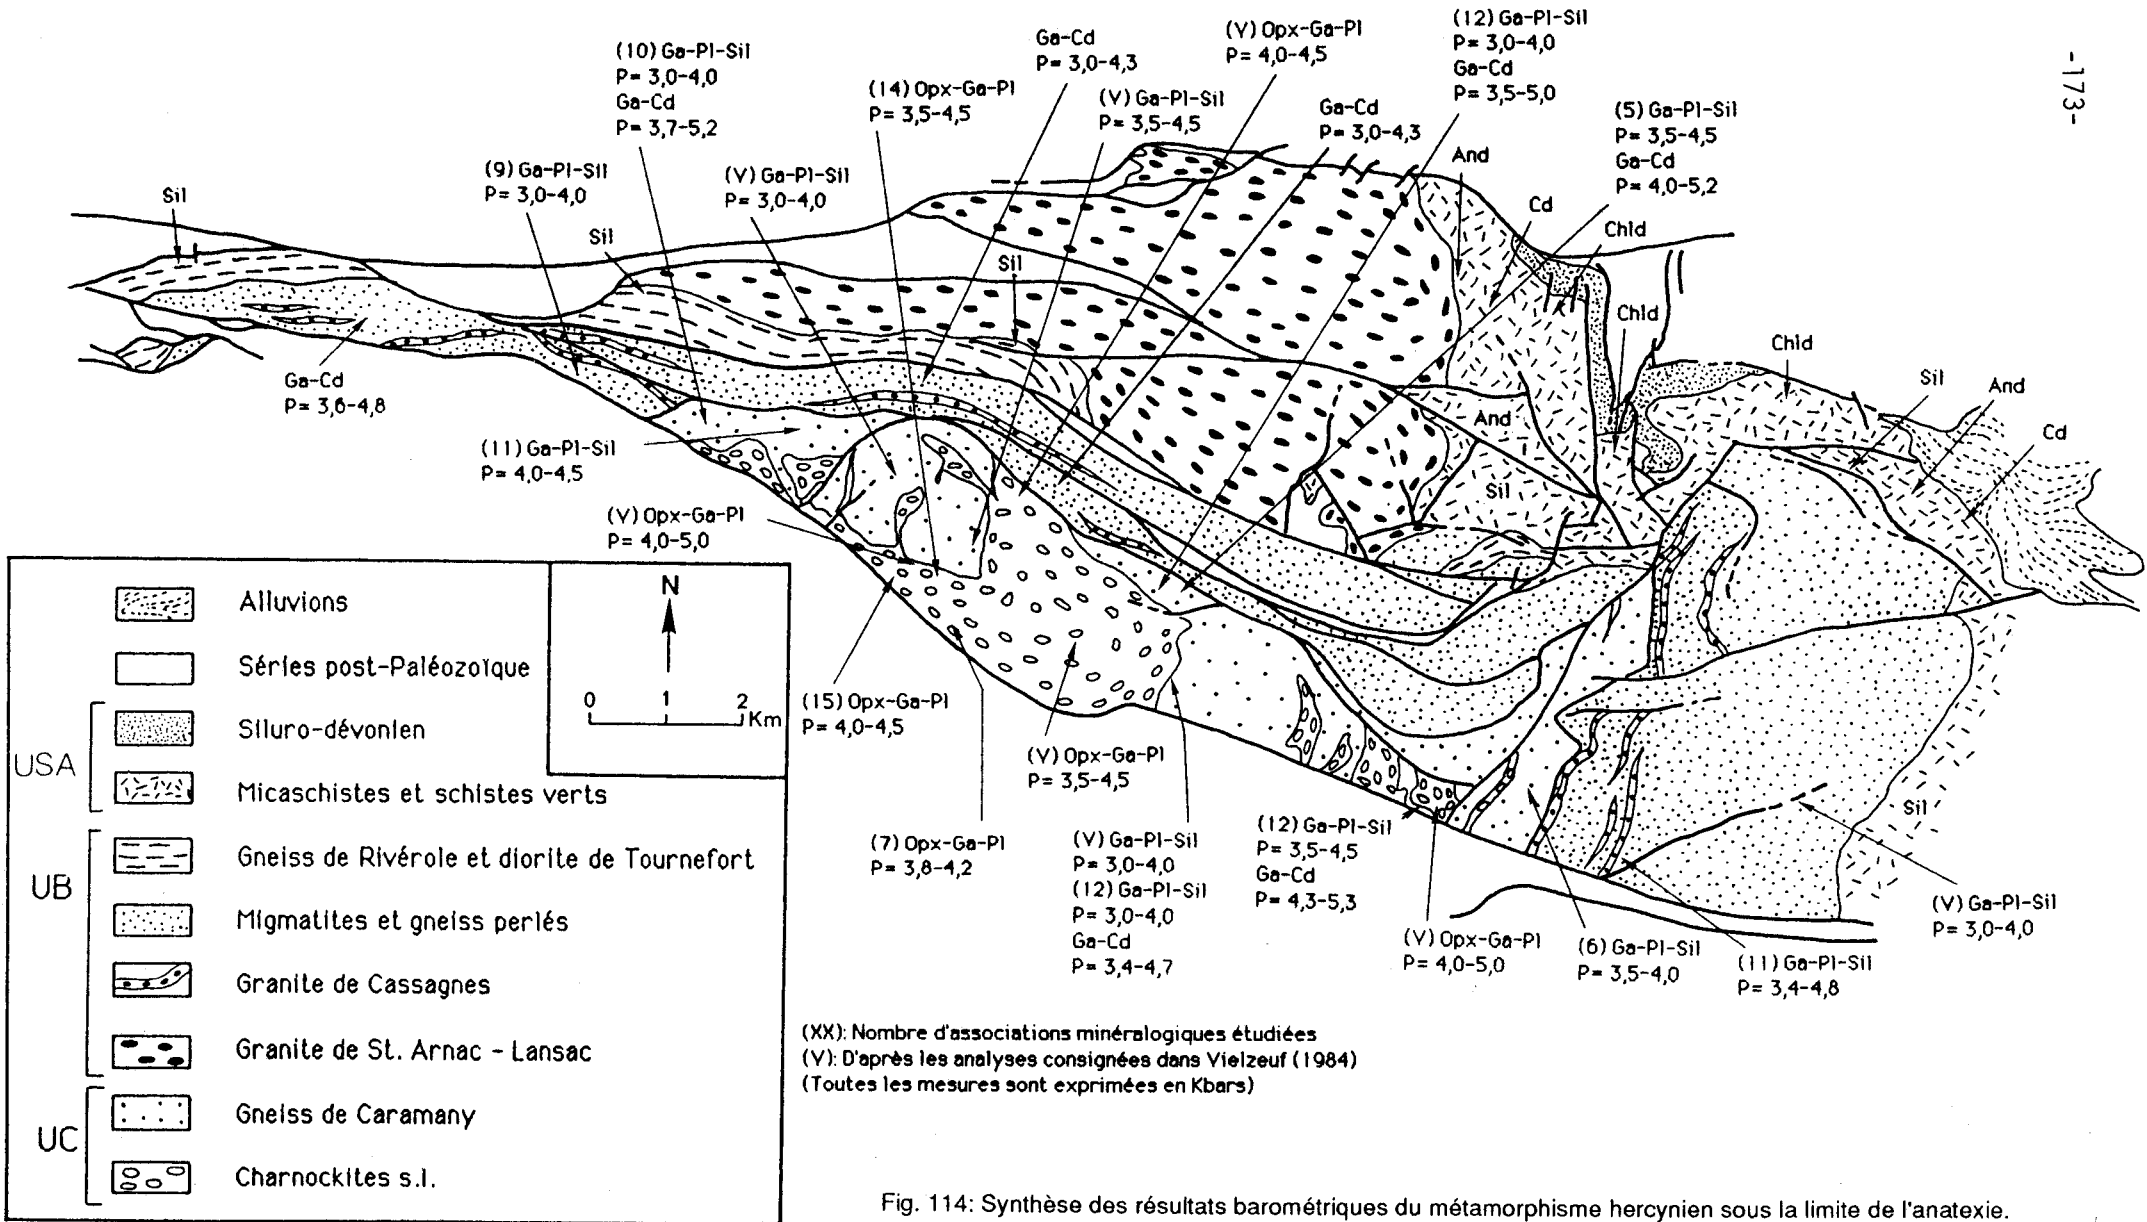 -173-
(10) Ga-Pl-Sil
P= 3,0-4,0
Ga-Cd
P= 3,7-5,2
(14) Opx-Ga-Pl
P= 3,5-4,5
Ga-Cd
P= 3,0-4,3
(V) Ga-Pl-Sil
P= 3,5-4,5
(V) Opx-Ga-Pl
P= 4,0-4,5
Ga-Cd
P= 3,0-4,3
(12) Ga-Pl-Sil
P= 3,0-4,0
Ga-Cd
P= 3,5-5,0
(5) Ga-Pl-Sil
P= 3,5-4,5
Ga-Cd
P= 4,0-5,2
(9) Ga-Pl-Sil
P= 3,0-4,0
(V) Ga-Pl-Sil
P= 3,0-4,0
Sil
Sil
Sil
And
Cd
Chld
Chld
Chld
Sil
And
Cd
And
Sil
Sil
Ga-Cd
P= 3,6-4,8
(11) Ga-Pl-Sil
P= 4,0-4,5
(V) Opx-Ga-Pl
P= 4,0-5,0
(15) Opx-Ga-Pl
P= 4,0-4,5
(V) Opx-Ga-Pl
P= 3,5-4,5
(7) Opx-Ga-Pl
P= 3,8-4,2
(V) Ga-Pl-Sil
P= 3,0-4,0
(12) Ga-Pl-Sil
P= 3,0-4,0
Ga-Cd
P= 3,4-4,7
(12) Ga-Pl-Sil
P= 3,5-4,5
Ga-Cd
P= 4,3-5,3
(V) Opx-Ga-Pl
P= 4,0-5,0
(6) Ga-Pl-Sil
P= 3,5-4,0
(11) Ga-Pl-Sil
P= 3,4-4,8
(V) Ga-Pl-Sil
P= 3,0-4,0
N
0 1 2 Km
Alluvions
Séries post-Paléozoïque
USA
Siluro-dévonien
Micaschistes et schistes verts
UB
Gneiss de Rivérole et diorite de Tournefort
Migmatites et gneiss perlés
Granite de Cassagnes
Granite de St. Arnac - Lansac
UC
Gneiss de Caramany
Charnockites s.l.
(XX): Nombre d'associations minéralogiques étudiées
(V): D'après les analyses consignées dans Vielzeuf (1984)
(Toutes les mesures sont exprimées en Kbars)
Fig. 114: Synthèse des résultats barométriques du métamorphisme hercynien sous la limite de l'anatexie.